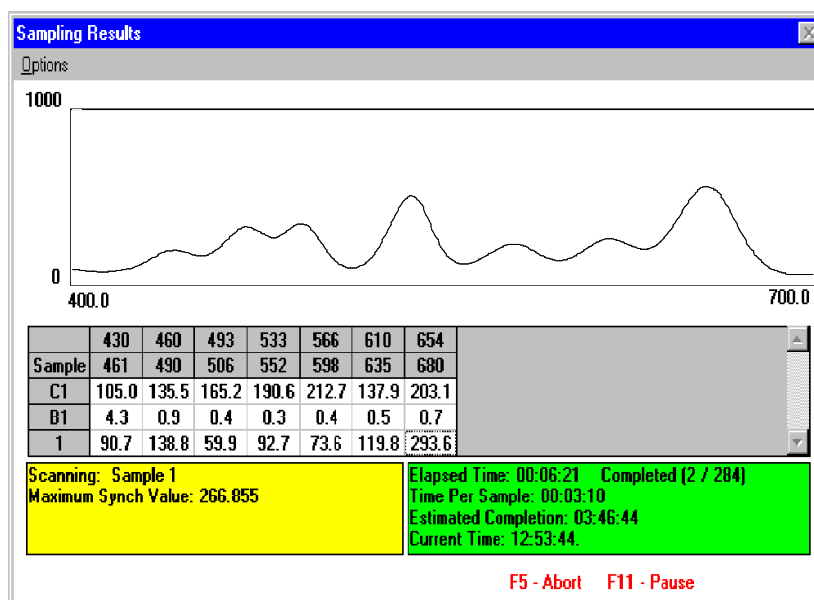 Sampling Results
Options
1000
0
400.0 700.0
430 460 493 533 566 610 654
Sample 461 490 506 552 598 635 680
C1 105.0 135.5 165.2 190.6 212.7 137.9 203.1
B1 4.3 0.9 0.4 0.3 0.4 0.5 0.7
1 90.7 138.8 59.9 92.7 73.6 119.8 293.6
Scanning: Sample 1
Maximum Synch Value: 266.855
Elapsed Time: 00:06:21 Completed (2 / 284)
Time Per Sample: 00:03:10
Estimated Completion: 03:46:44
Current Time: 12:53:44.
F5 - Abort F11 - Pause